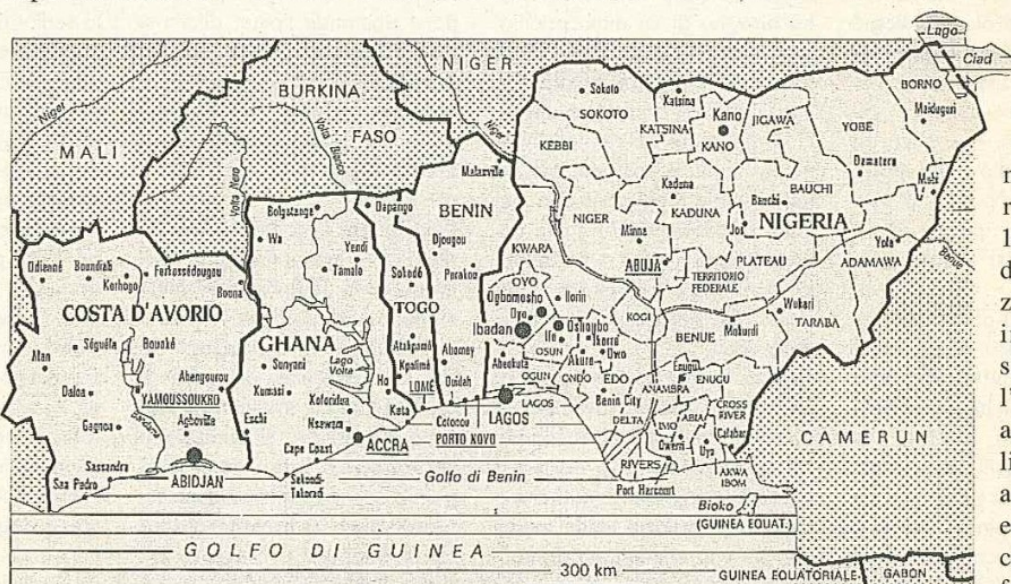 Lago
Ciad
NIGER
BURKINA
FASO
MALI
Niger
Volta Nero
Volta Bianco
Niger
Sokoto
SOKOTO
KEBBI
Katsina
KATSINA
Kano
KANO
JIGAWA
YOBE
BORNO
Maiduguri
Damaturu
Malanville
BENIN
Djougou
Parakou
Abomey
Ouidah
Cotonou
PORTO NOVO
Dapango
Sokodé
TOGO
Atakpamé
Kpalimé
LOMÉ
Bolgatanga
Wa
Yendi
Tamale
GHANA
Sunyani
Lago
Volta
Kumasi
Koforidua
Nsawam
Ho
Keta
ACCRA
Cape Coast
Sekondi-
Takoradi
Odienné
Boundiali
Korhogo
Ferkessédougou
Bouna
COSTA D'AVORIO
Man
Séguéla
Bouaké
Daloa
YAMOUSSOUKRO
Abengourou
Gagnoa
Agboville
Sassandra
San Pedro
ABIDJAN
NIGER
Kaduna
KADUNA
Minna
ABUJA
TERRITORIO
FEDERALE
Bauchi
BAUCHI
Jos
NIGERIA
PLATEAU
Yola
ADAMAWA
Benue
Wukari
TARABA
KWARA
OYO
Ogbomosho
Oyo
Ilorin
Ibadan
Ife
Oshogbo
OSUN
Ikerre
Akure
Owo
Abeokuta
OGUN
ONDO
LAGOS
LAGOS
KOGI
BENUE
Makurdi
EDO
Benin City
DELTA
ANAMBRA
Enugu
ENUGU
IMO
ABIA
CROSS
RIVER
Owerri
Uyo
Calabar
RIVERS
Port Harcourt
AKWA
IBOM
CAMERUN
Golfo di Benin
Bioko
(GUINEA EQUAT.)
GOLFO DI GUINEA
300 km
GUINEA EQUATORIALE
GABON